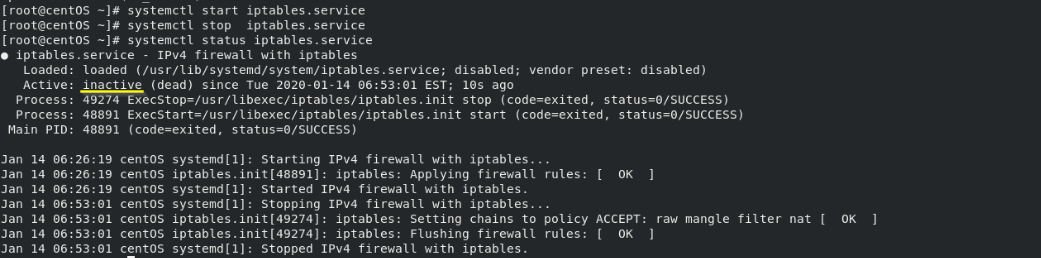 [root@centOS ~]# systemctl start iptables.service
[root@centOS ~]# systemctl stop  iptables.service
[root@centOS ~]# systemctl status iptables.service
● iptables.service - IPv4 firewall with iptables
   Loaded: loaded (/usr/lib/systemd/system/iptables.service; disabled; vendor preset: disabled)
   Active: inactive (dead) since Tue 2020-01-14 06:53:01 EST; 10s ago
  Process: 49274 ExecStop=/usr/libexec/iptables/iptables.init stop (code=exited, status=0/SUCCESS)
  Process: 48891 ExecStart=/usr/libexec/iptables/iptables.init start (code=exited, status=0/SUCCESS)
 Main PID: 48891 (code=exited, status=0/SUCCESS)

Jan 14 06:26:19 centOS systemd[1]: Starting IPv4 firewall with iptables...
Jan 14 06:26:19 centOS iptables.init[48891]: iptables: Applying firewall rules: [  OK  ]
Jan 14 06:26:19 centOS systemd[1]: Started IPv4 firewall with iptables.
Jan 14 06:53:01 centOS systemd[1]: Stopping IPv4 firewall with iptables...
Jan 14 06:53:01 centOS iptables.init[49274]: iptables: Setting chains to policy ACCEPT: raw mangle filter nat [  OK  ]
Jan 14 06:53:01 centOS iptables.init[49274]: iptables: Flushing firewall rules: [  OK  ]
Jan 14 06:53:01 centOS systemd[1]: Stopped IPv4 firewall with iptables.